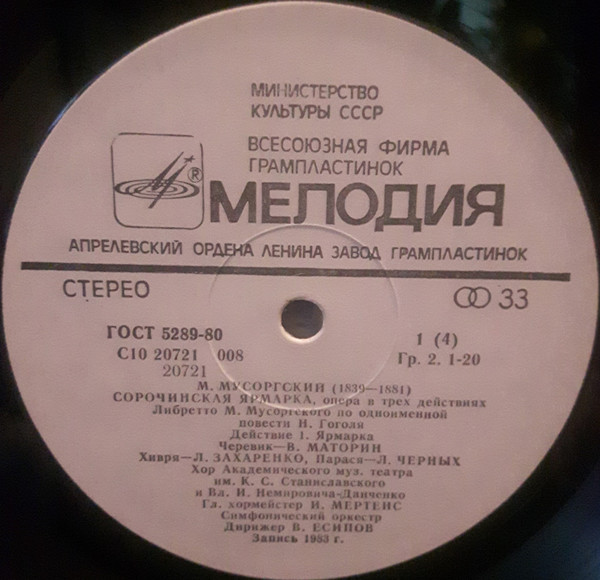 МИНИСТЕРСТВО
КУЛЬТУРЫ СССР
ВСЕСОЮЗНАЯ ФИРМА
ГРАМПЛАСТИНОК
®
МЕЛОДИЯ
АПРЕЛЕВСКИЙ ОРДЕНА ЛЕНИНА ЗАВОД ГРАМПЛАСТИНОК
СТЕРЕО 33
ГОСТ 5289-80 1 (4)
С10 20721 008 Гр. 2. 1-20
20721
М. МУСОРГСКИЙ (1839—1881)
СОРОЧИНСКАЯ ЯРМАРКА, опера в трех действиях
Либретто М. Мусоргского по одноименной
повести Н. Гоголя
Действие 1. Ярмарка
Черевик—В. МАТОРИН
Хивря—Л. ЗАХАРЕНКО, Парася—Л. ЧЕРНЫХ
Хор Академического муз. театра
им. К. С. Станиславского
и Вл. И. Немировича-Данченко
Гл. хормейстер И. МЕРТЕНС
Симфонический оркестр
Дирижер В. ЕСИПОВ
Запись 1983 г.